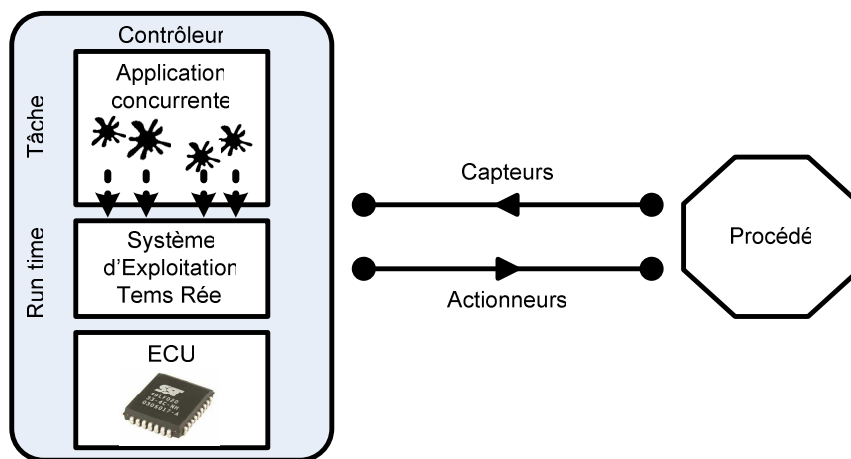 Contrôleur
Tâche
Application
concurrente
Run time
Système
d'Exploitation
Tems Rée
ECU
Capteurs
Actionneurs
Procédé